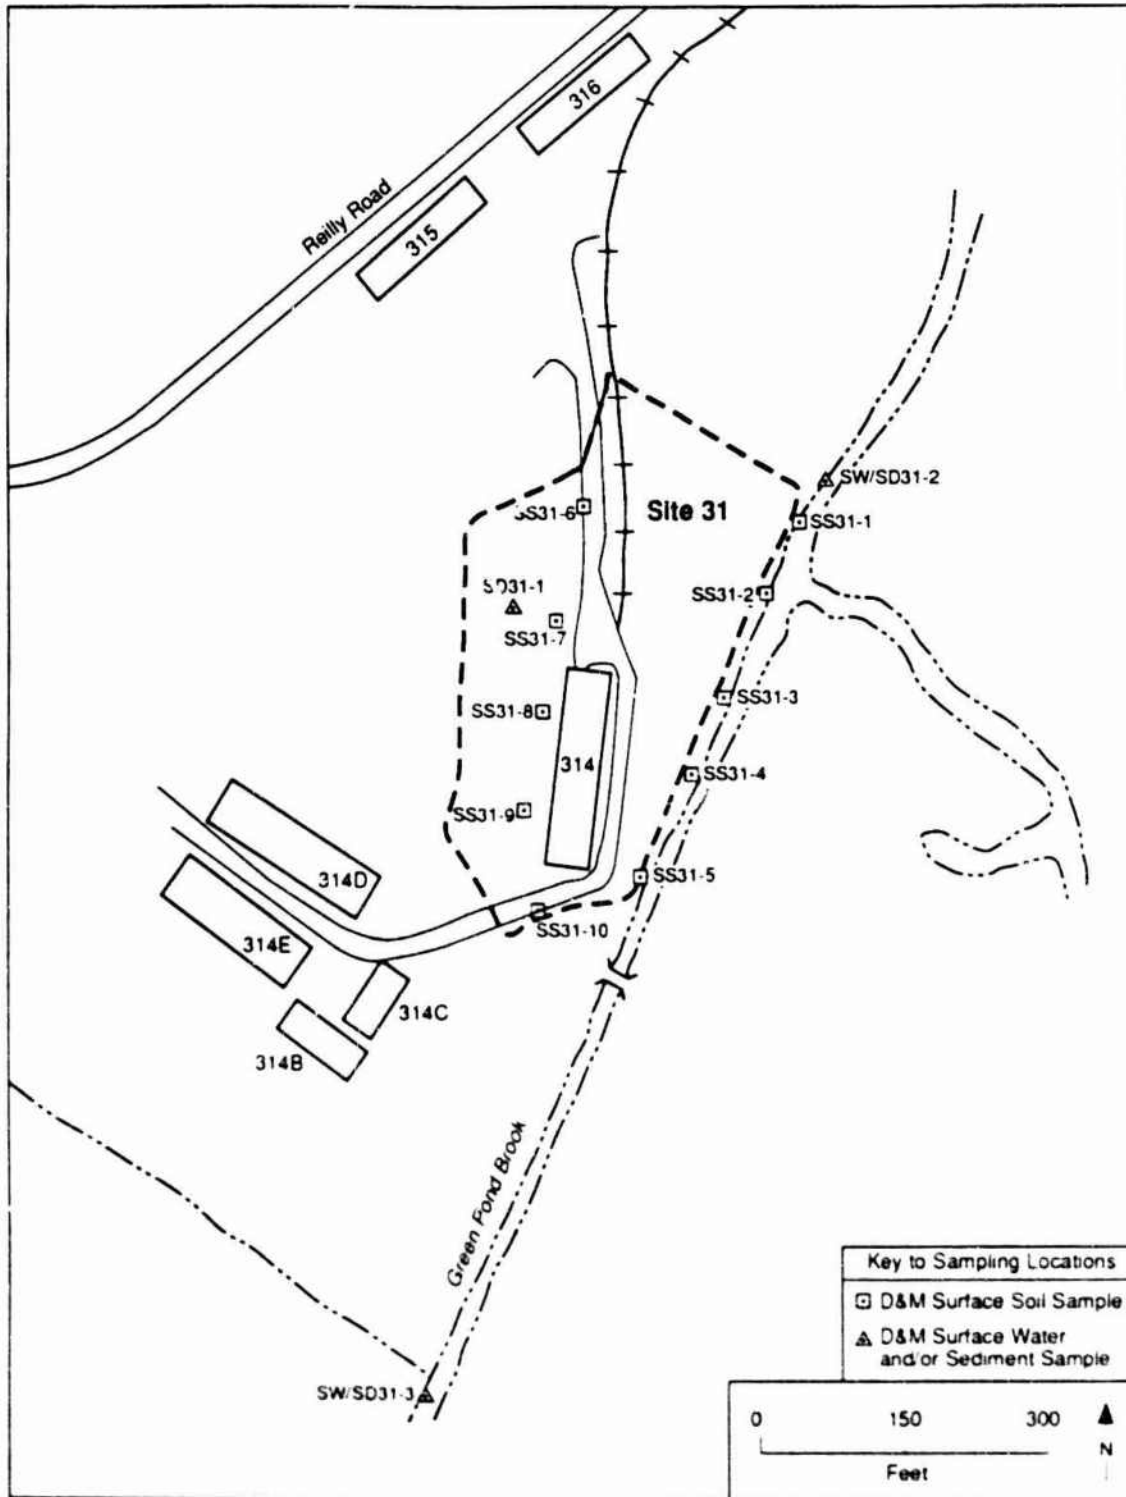 316
Reilly Road
315
SW/SD31-2
SS31-6
Site 31
SS31-1
SD31-1
SS31-2
SS31-7
SS31-3
SS31-8
314
SS31-4
SS31-9
314D
SS31-5
SS31-10
314E
314C
314B
Green Pond Brook
Key to Sampling Locations
D&M Surface Soil Sample
D&M Surface Water
and/or Sediment Sample
SW/SD31-3
0 150 300
N
Feet